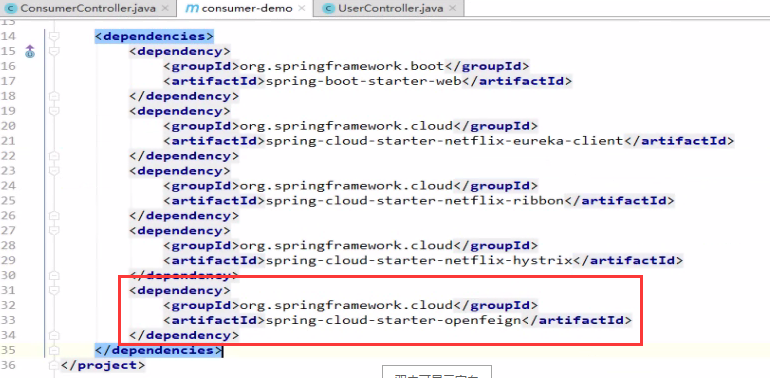 ConsumerController.java × consumer-demo × UserController.java ×
14 <dependencies>
15 <dependency>
16 <groupId>org.springframework.boot</groupId>
17 <artifactId>spring-boot-starter-web</artifactId>
18 </dependency>
19 <dependency>
20 <groupId>org.springframework.cloud</groupId>
21 <artifactId>spring-cloud-starter-netflix-eureka-client</artifactId>
22 </dependency>
23 <dependency>
24 <groupId>org.springframework.cloud</groupId>
25 <artifactId>spring-cloud-starter-netflix-ribbon</artifactId>
26 </dependency>
27 <dependency>
28 <groupId>org.springframework.cloud</groupId>
29 <artifactId>spring-cloud-starter-netflix-hystrix</artifactId>
30 </dependency>
31 <dependency>
32 <groupId>org.springframework.cloud</groupId>
33 <artifactId>spring-cloud-starter-openfeign</artifactId>
34 </dependency>
35 </dependencies>
36 </project>